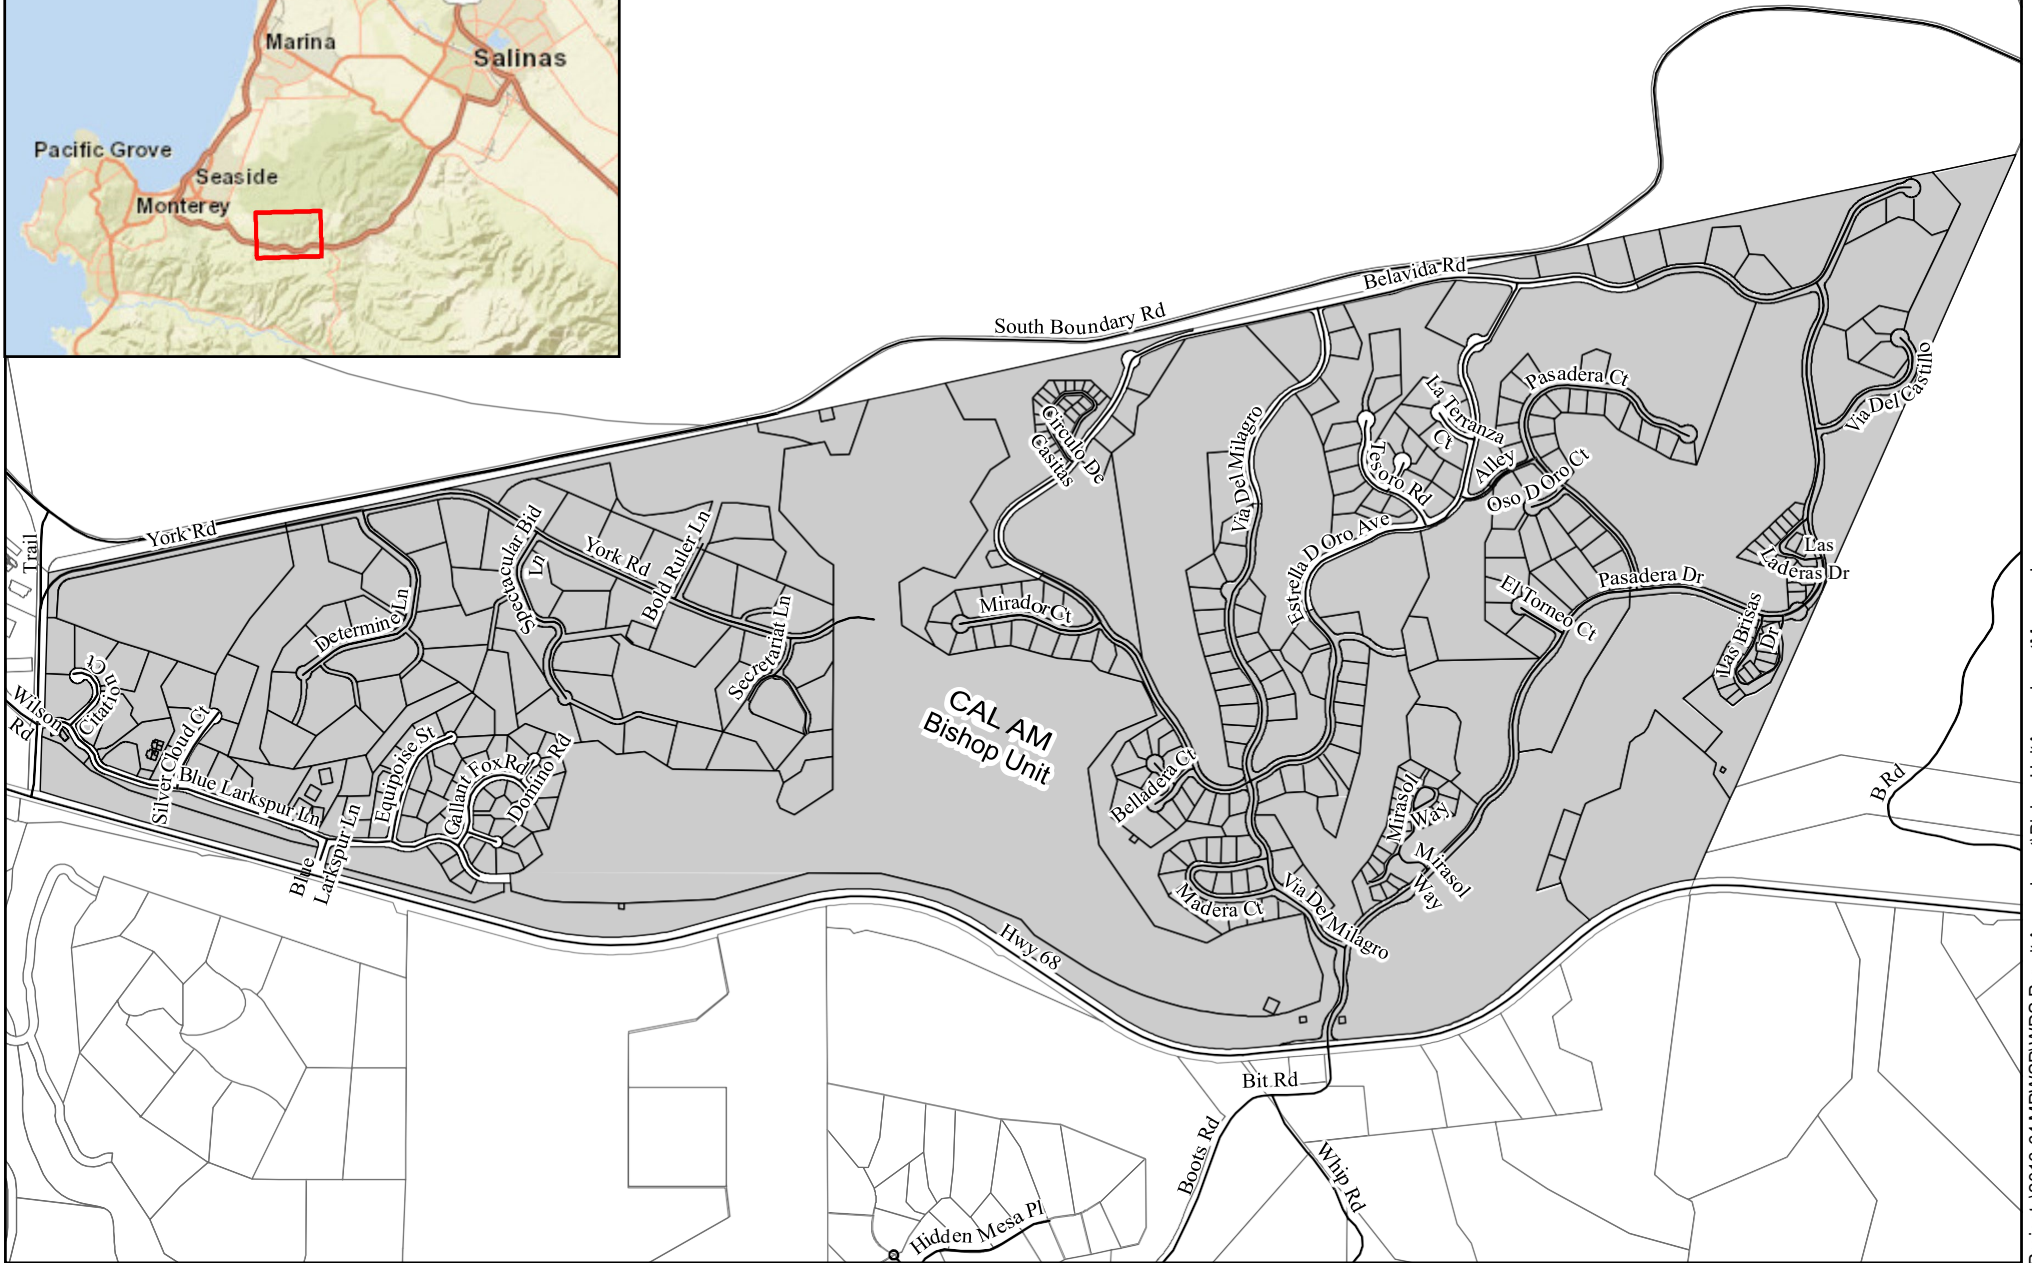 Marina
Salinas
Pacific Grove
Seaside
Monterey
South Boundary Rd
Belavida Rd
Via Del Castillo
Pasadera Ct
La Terranza
Ct
Circulo De
Casitas
Via Del Milagro
Tesoro Rd
Alley
Oso D Oro Ct
Estrella D Oro Ave
York Rd
Trail
Spectacular Bid
Ln
York Rd
Bold Ruler Ln
Las
Laderas Dr
Pasadera Dr
El Torneo Ct
Mirador Ct
Determine Ln
Secretariat Ln
Las Brisas
Dr
Citation Ct
Wilson
Rd
Silver Cloud Ct
CAL AM
Bishop Unit
Equipoise St
Gallant Fox Rd
Domino Rd
Blue Larkspur Ln
Belladera Ct
Mirasol
Way
B Rd
Blue
Larkspur Ln
Mirasol
Way
Madera Ct
Via Del Milagro
Hwy 68
Bit Rd
Boots Rd
Whip Rd
Hidden Mesa Pl